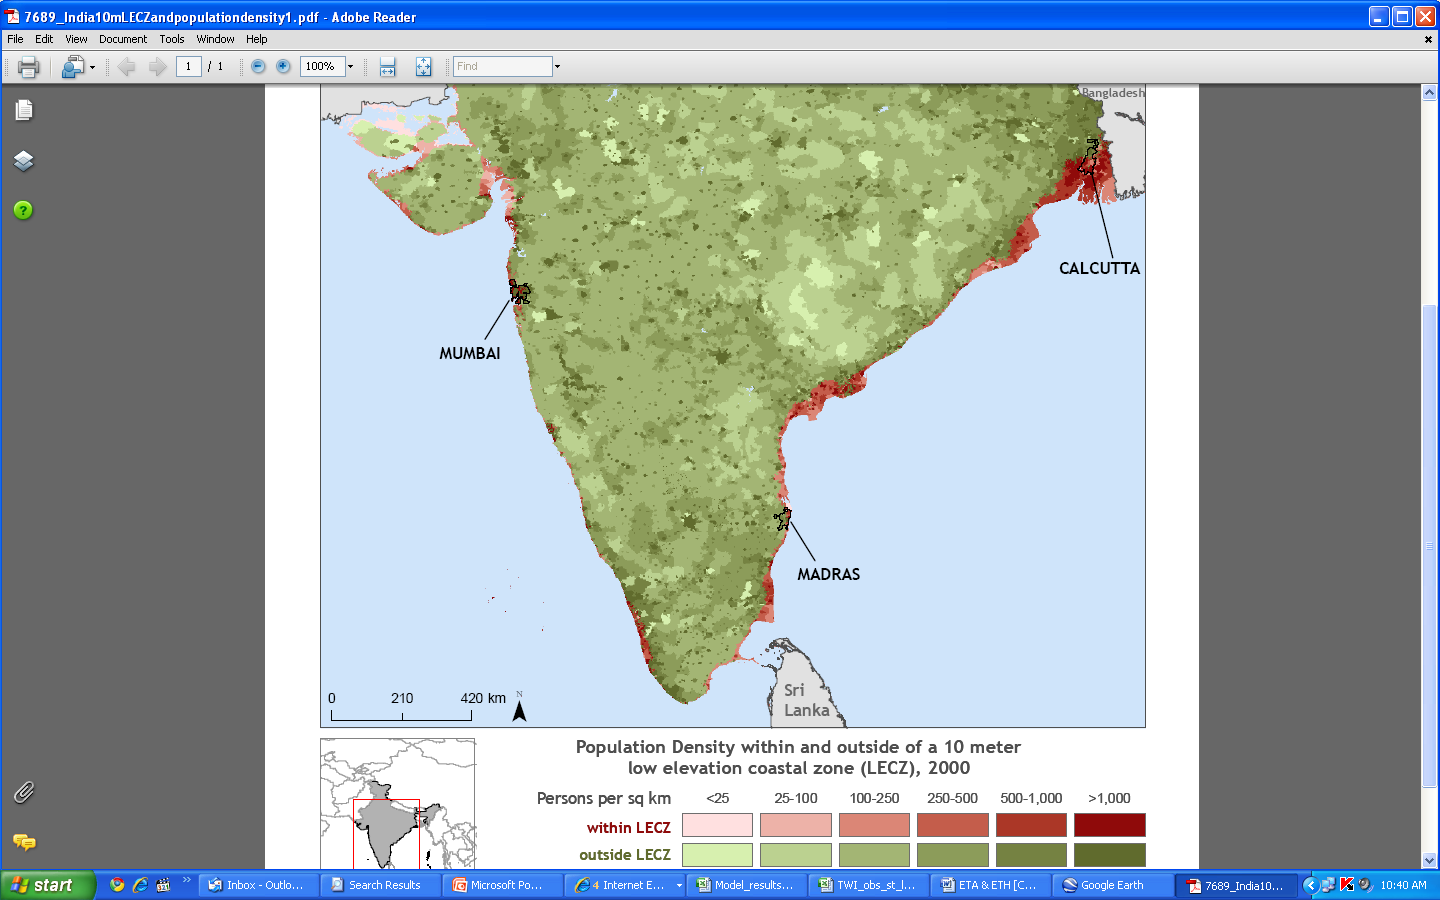 7689_India10mLECZandpopulationdensity1.pdf - Adobe Reader
File Edit View Document Tools Window Help
1 / 1 100% Find
Bangladesh
CALCUTTA
MUMBAI
MADRAS
Sri
Lanka
0 210 420 km N
Population Density within and outside of a 10 meter
low elevation coastal zone (LECZ), 2000
Persons per sq km <25 25-100 100-250 250-500 500-1,000 >1,000
within LECZ
outside LECZ
start Inbox - Outlo... Search Results Microsoft Po... 4 Internet E... Model_results... TWI_obs_st_l... ETA & ETH [C... Google Earth 7689_India10... 10:40 AM